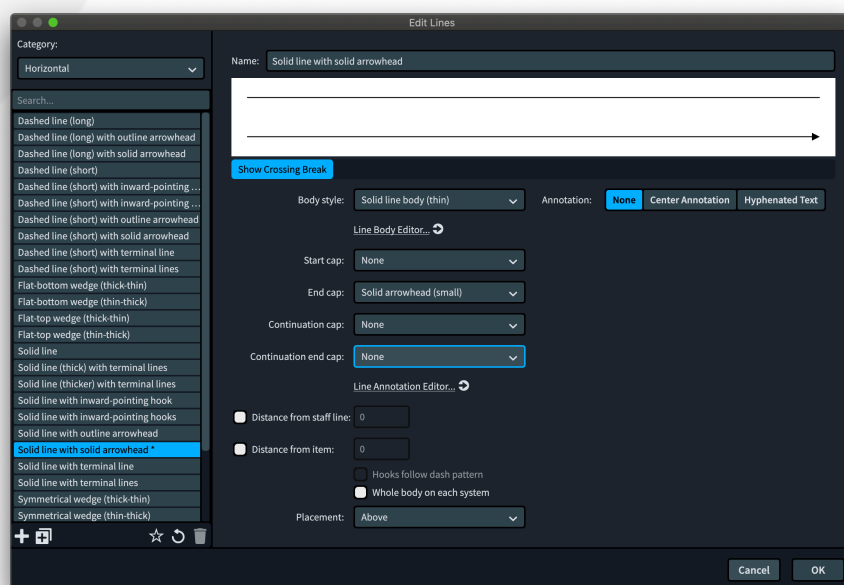 Edit Lines
Category:
Horizontal
Search...
Dashed line (long)
Dashed line (long) with outline arrowhead
Dashed line (long) with solid arrowhead
Dashed line (short)
Dashed line (short) with inward-pointing ...
Dashed line (short) with inward-pointing ...
Dashed line (short) with outline arrowhead
Dashed line (short) with solid arrowhead
Dashed line (short) with terminal line
Dashed line (short) with terminal lines
Flat-bottom wedge (thick-thin)
Flat-bottom wedge (thin-thick)
Flat-top wedge (thick-thin)
Flat-top wedge (thin-thick)
Solid line
Solid line (thick) with terminal lines
Solid line (thicker) with terminal lines
Solid line with inward-pointing hook
Solid line with inward-pointing hooks
Solid line with outline arrowhead
Solid line with solid arrowhead *
Solid line with terminal line
Solid line with terminal lines
Symmetrical wedge (thick-thin)
Symmetrical wedge (thin-thick)
Name: Solid line with solid arrowhead
Show Crossing Break
Body style: Solid line body (thin) Annotation: None Center Annotation Hyphenated Text
Line Body Editor...
Start cap: None
End cap: Solid arrowhead (small)
Continuation cap: None
Continuation end cap: None
Line Annotation Editor...
Distance from staff line: 0
Distance from item: 0
Hooks follow dash pattern
Whole body on each system
Placement: Above
Cancel OK